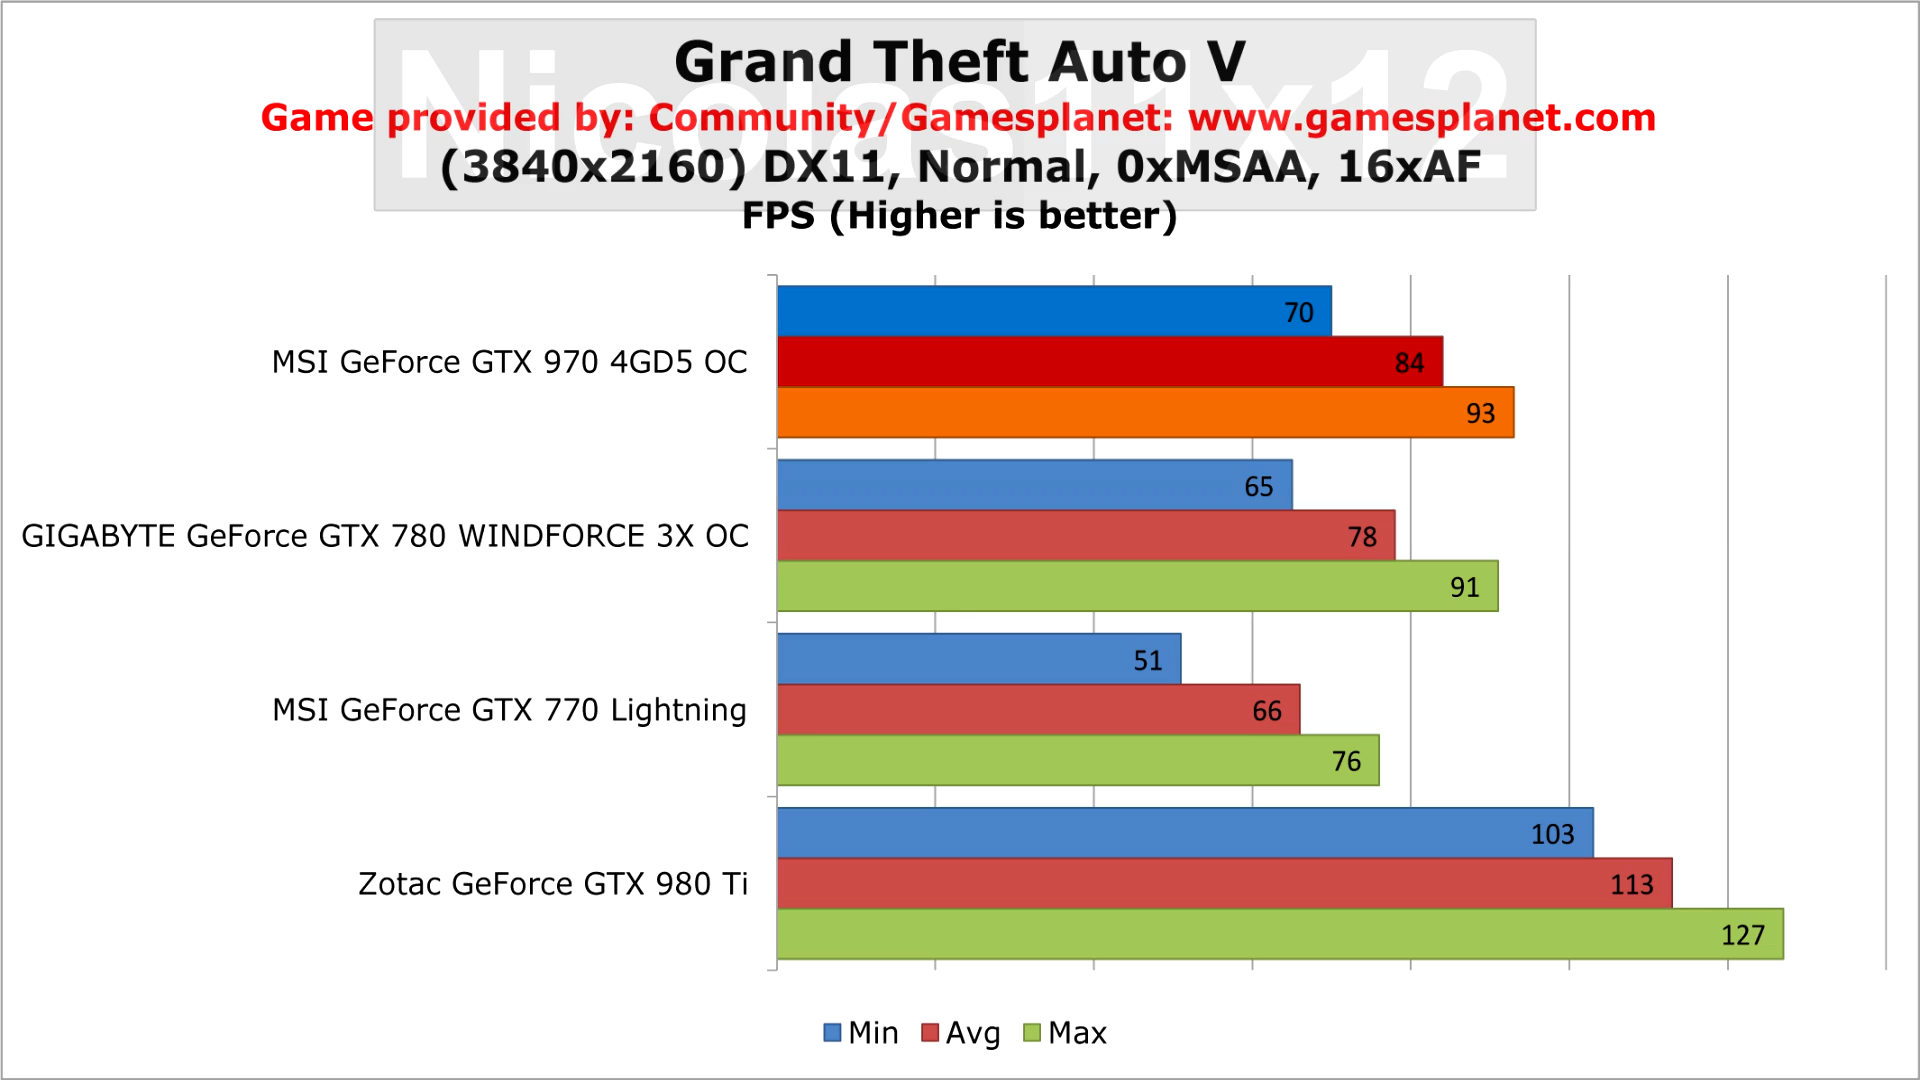 Nicolas11x12
Grand Theft Auto V
Game provided by: Community/Gamesplanet: www.gamesplanet.com
(3840x2160) DX11, Normal, 0xMSAA, 16xAF
FPS (Higher is better)
MSI GeForce GTX 970 4GD5 OC
70
84
93
GIGABYTE GeForce GTX 780 WINDFORCE 3X OC
65
78
91
MSI GeForce GTX 770 Lightning
51
66
76
Zotac GeForce GTX 980 Ti
103
113
127
Min Avg Max